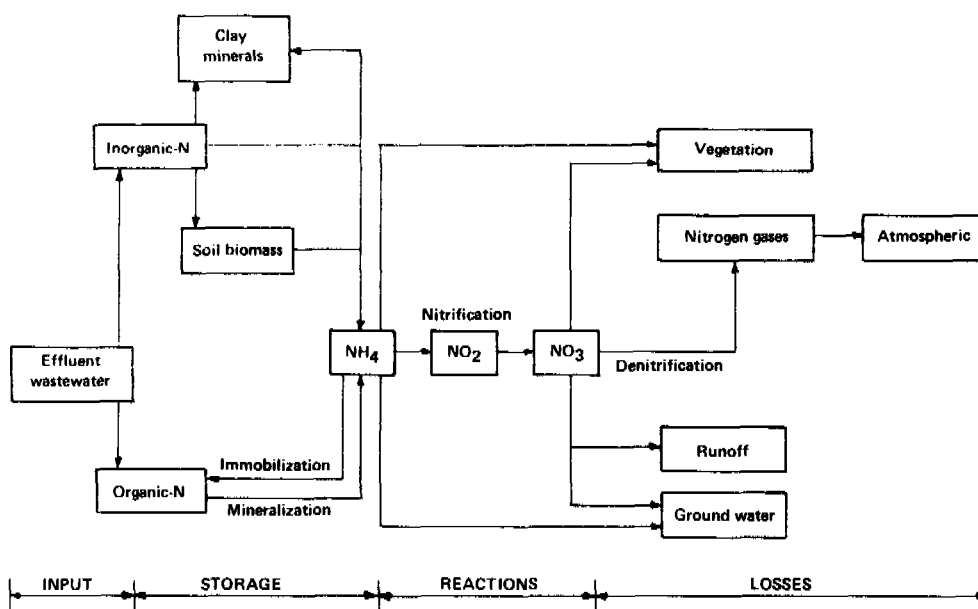 Clay
minerals
Inorganic-N
Vegetation
Soil biomass
Nitrogen gases
Atmospheric
Nitrification
NH4
NO2
NO3
Denitrification
Effluent
wastewater
Immobilization
Runoff
Organic-N
Mineralization
Ground water
INPUT
STORAGE
REACTIONS
LOSSES